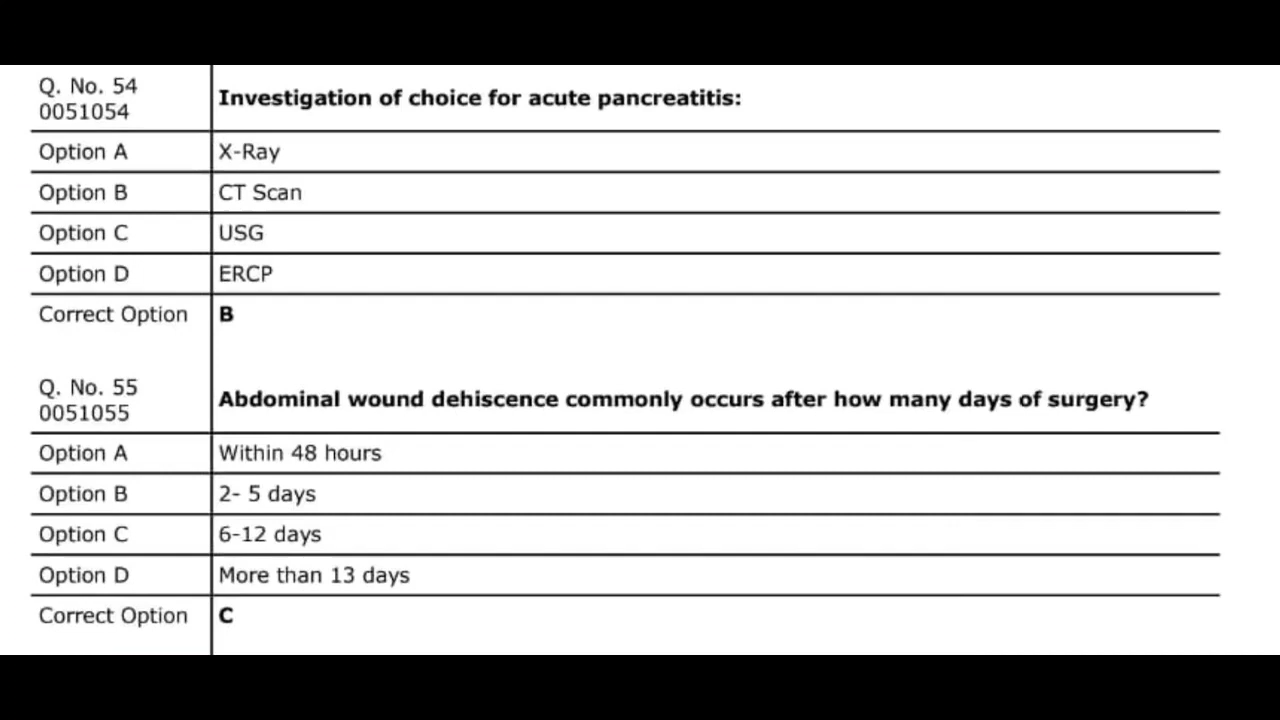 Q. No. 54
0051054
Investigation of choice for acute pancreatitis:
Option A X-Ray
Option B CT Scan
Option C USG
Option D ERCP
Correct Option B
Q. No. 55
0051055
Abdominal wound dehiscence commonly occurs after how many days of surgery?
Option A Within 48 hours
Option B 2- 5 days
Option C 6-12 days
Option D More than 13 days
Correct Option C